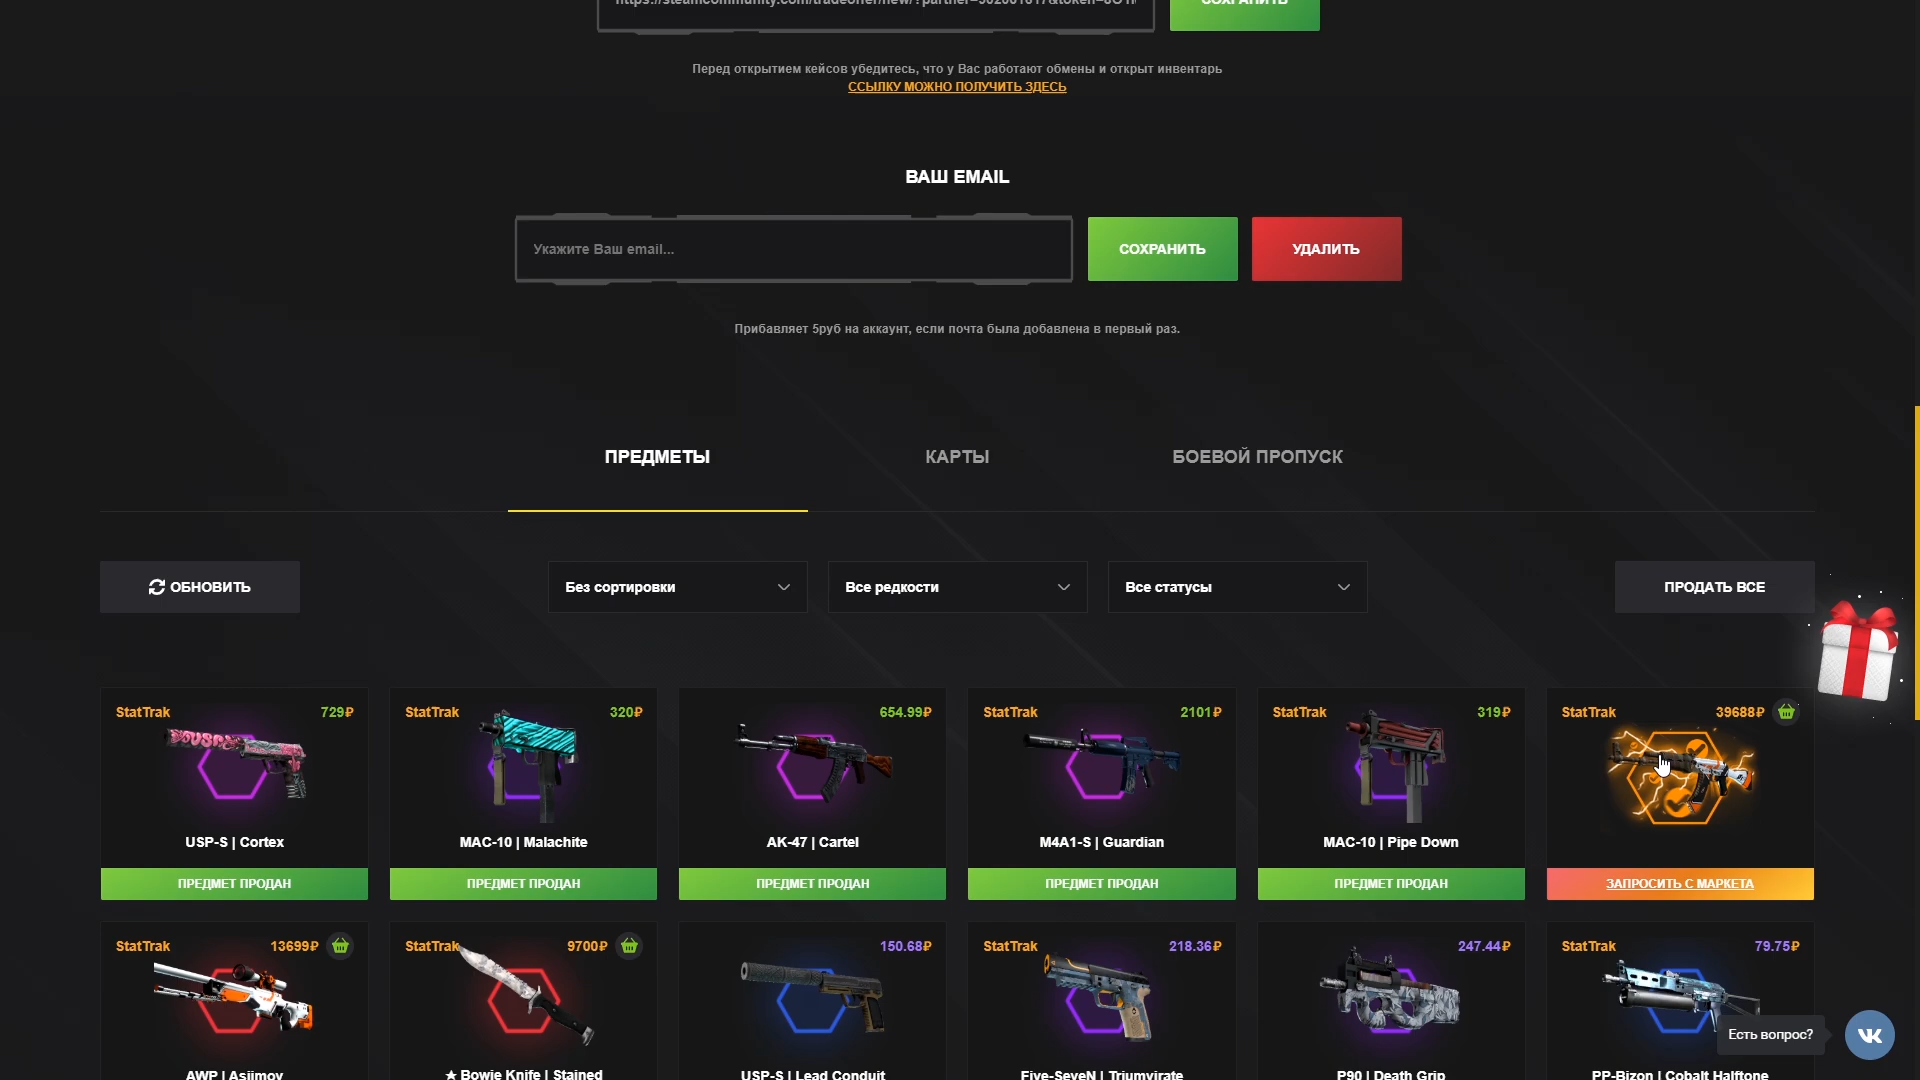 СОХРАНИТЬ
Перед открытием кейсов убедитесь, что у Вас работают обмены и открыт инвентарь
ССЫЛКУ МОЖНО ПОЛУЧИТЬ ЗДЕСЬ
ВАШ EMAIL
Укажите Ваш email...
СОХРАНИТЬ
УДАЛИТЬ
Прибавляет 5руб на аккаунт, если почта была добавлена в первый раз.
ПРЕДМЕТЫ
КАРТЫ
БОЕВОЙ ПРОПУСК
ОБНОВИТЬ
Без сортировки
Все редкости
Все статусы
ПРОДАТЬ ВСЕ
StatTrak 729₽
USP-S | Cortex
ПРЕДМЕТ ПРОДАН
StatTrak 320₽
MAC-10 | Malachite
ПРЕДМЕТ ПРОДАН
654.99₽
AK-47 | Cartel
ПРЕДМЕТ ПРОДАН
StatTrak 2101₽
M4A1-S | Guardian
ПРЕДМЕТ ПРОДАН
StatTrak 319₽
MAC-10 | Pipe Down
ПРЕДМЕТ ПРОДАН
StatTrak 39688₽
ЗАПРОСИТЬ С МАРКЕТА
StatTrak 13699₽
AWP | Asiimov
StatTrak 9700₽
★ Bowie Knife | Stained
150.68₽
USP-S | Lead Conduit
StatTrak 218.36₽
Five-SeveN | Triumvirate
247.44₽
P90 | Death Grip
StatTrak 79.75₽
PP-Bizon | Cobalt Halftone
Есть вопрос?